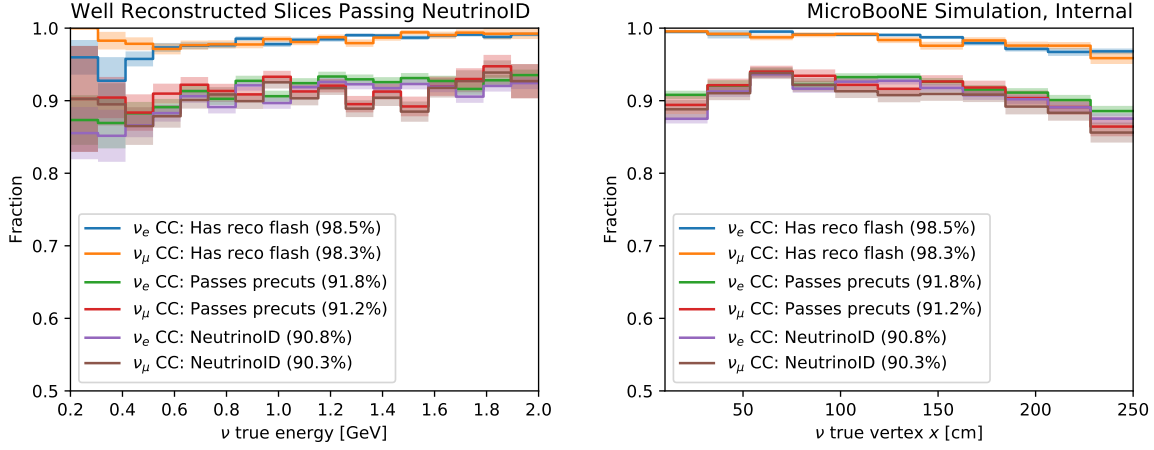 Well Reconstructed Slices Passing NeutrinoID
1.0
0.9
0.8
0.7
0.6
0.5
Fraction
νe CC: Has reco flash (98.5%)
νμ CC: Has reco flash (98.3%)
νe CC: Passes precuts (91.8%)
νμ CC: Passes precuts (91.2%)
νe CC: NeutrinoID (90.8%)
νμ CC: NeutrinoID (90.3%)
0.2 0.4 0.6 0.8 1.0 1.2 1.4 1.6 1.8 2.0
ν true energy [GeV]
MicroBooNE Simulation, Internal
1.0
0.9
0.8
0.7
0.6
0.5
Fraction
νe CC: Has reco flash (98.5%)
νμ CC: Has reco flash (98.3%)
νe CC: Passes precuts (91.8%)
νμ CC: Passes precuts (91.2%)
νe CC: NeutrinoID (90.8%)
νμ CC: NeutrinoID (90.3%)
50 100 150 200 250
ν true vertex x [cm]